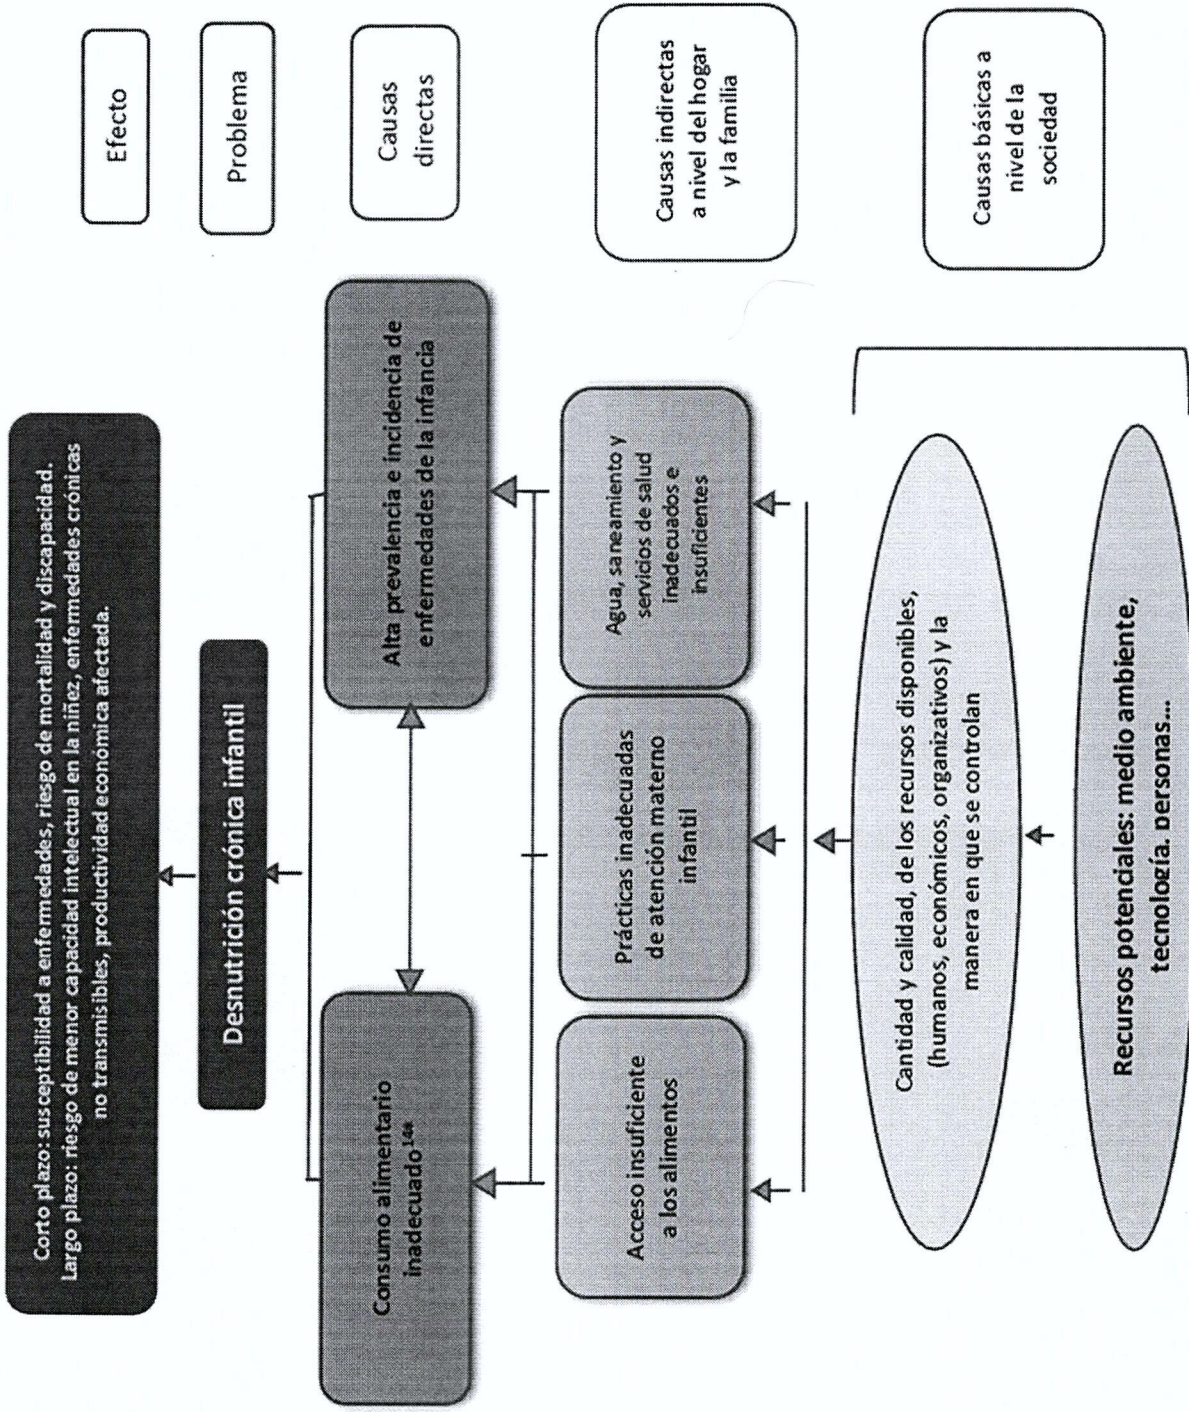 Corto plazo: susceptibilidad a enfermedades, riesgo de mortalidad y discapacidad.
Largo plazo: riesgo de menor capacidad intelectual en la niñez, enfermedades crónicas
no transmisibles, productividad económica afectada.
Efecto
Desnutrición crónica infantil
Problema
Consumo alimentario
inadecuado14a
Alta prevalencia e incidencia de
enfermedades de la infancia
Causas
directas
Acceso insuficiente
a los alimentos
Prácticas inadecuadas
de atención materno
infantil
Agua, saneamiento y
servicios de salud
inadecuados e
insuficientes
Causas indirectas
a nivel del hogar
y la familia
Cantidad y calidad, de los recursos disponibles,
(humanos, económicos, organizativos) y la
manera en que se controlan
Recursos potenciales: medio ambiente,
tecnología, personas...
Causas básicas a
nivel de la
sociedad